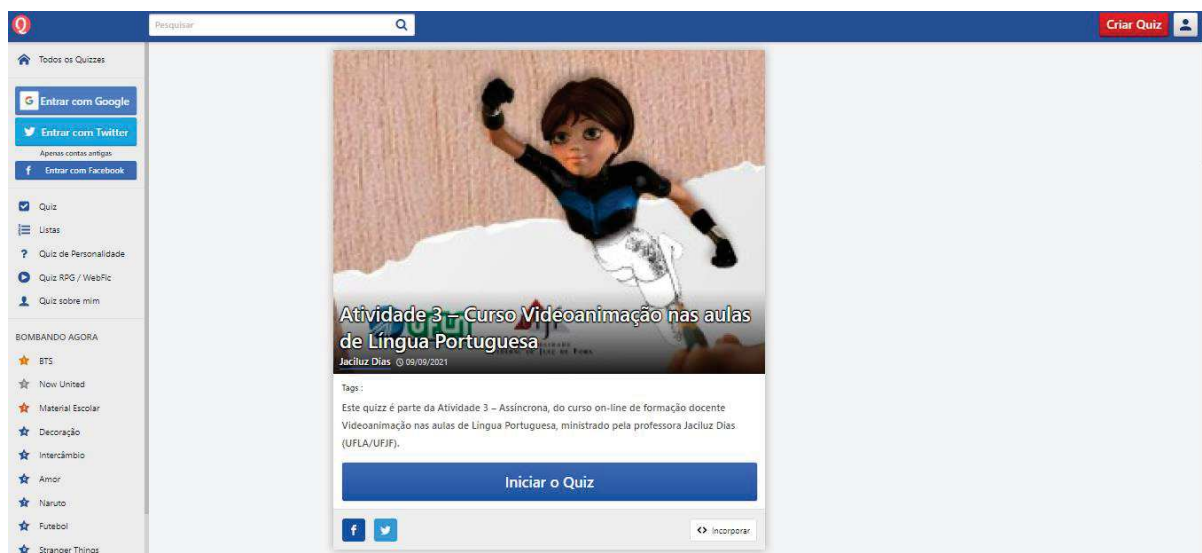 Q
Pesquisar
Criar Quiz
Todos os Quizzes
G Entrar com Google
Entrar com Twitter
Apenas contas antigas
f Entrar com Facebook
Quiz
Listas
? Quiz de Personalidade
Quiz RPG / WebFic
Quiz sobre mim
BOMBANDO AGORA
BTS
Now United
Material Escolar
Decoração
Intercâmbio
Amor
Naruto
Futebol
Stranger Things
Atividade 3 – Curso Videoanimação nas aulas
de Língua Portuguesa
Jaciluz Dias 09/09/2021
Tags :
Este quizz é parte da Atividade 3 – Assíncrona, do curso on-line de formação docente
Videoanimação nas aulas de Língua Portuguesa, ministrado pela professora Jaciluz Dias
(UFLA/UFJF).
Iniciar o Quiz
f
<> Incorporar